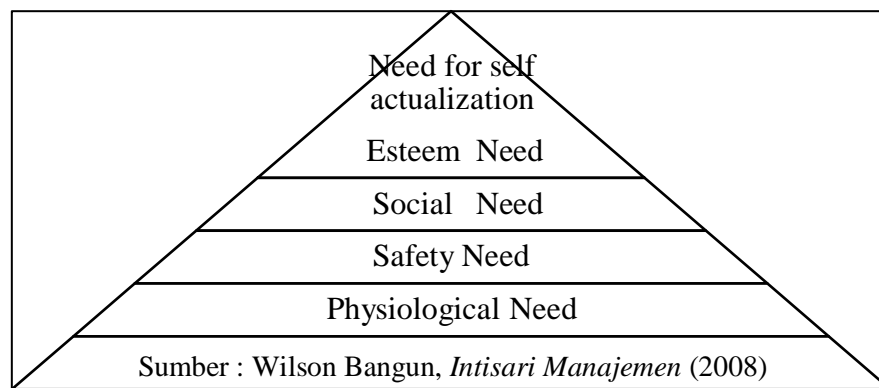 Need for self
actualization
Esteem Need
Social Need
Safety Need
Physiological Need
Sumber : Wilson Bangun, Intisari Manajemen (2008)